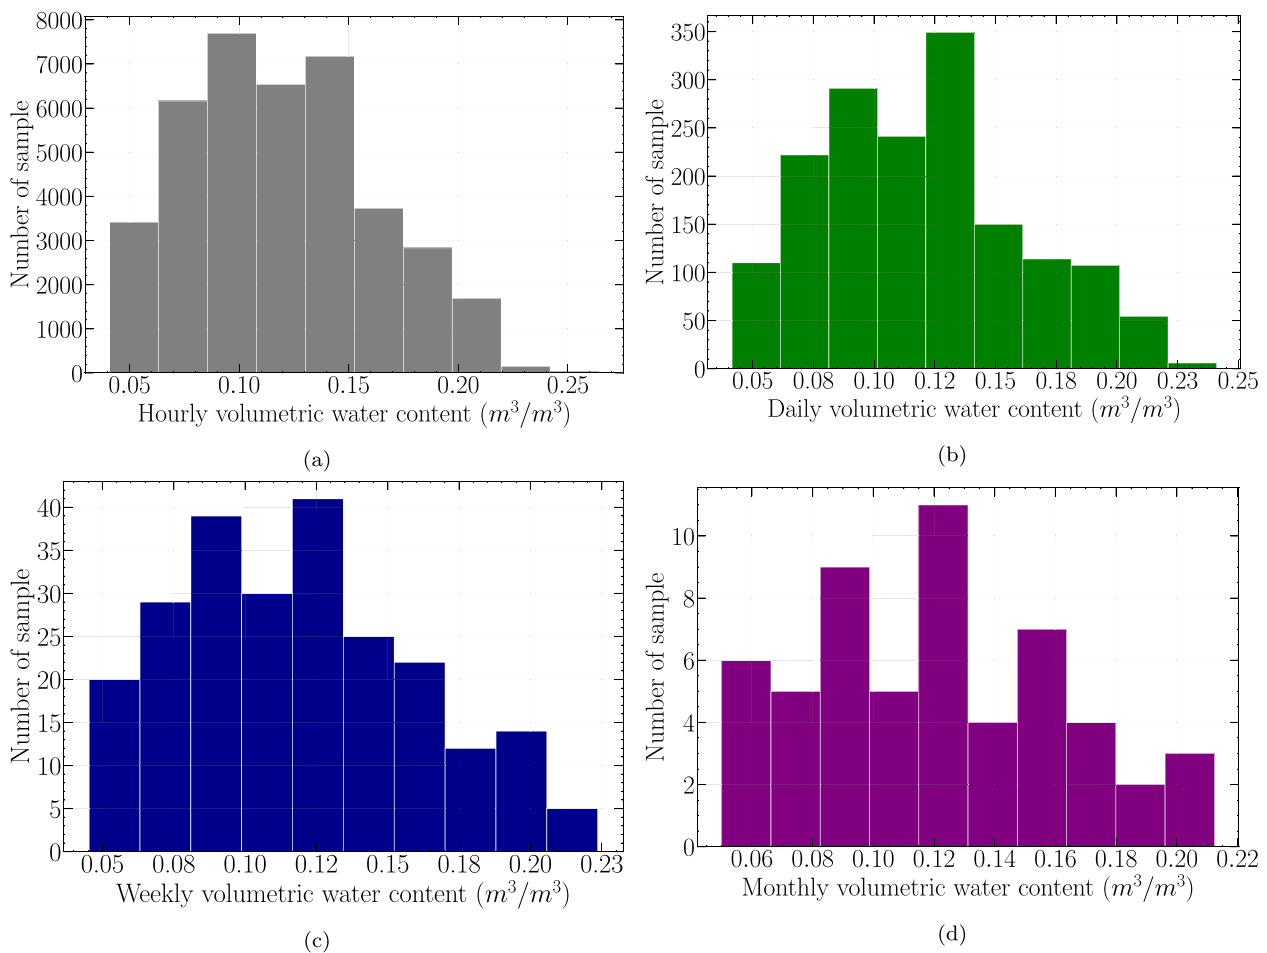 8000
7000
6000
5000
4000
3000
2000
1000
0
Number of sample
0.05 0.10 0.15 0.20 0.25
Hourly volumetric water content (m³/m³)
(a)
350
300
250
200
150
100
50
0
Number of sample
0.05 0.08 0.10 0.12 0.15 0.18 0.20 0.23 0.25
Daily volumetric water content (m³/m³)
(b)
40
35
30
25
20
15
10
5
0
Number of sample
0.05 0.08 0.10 0.12 0.15 0.18 0.20 0.23
Weekly volumetric water content (m³/m³)
(c)
10
8
6
4
2
0
Number of sample
0.06 0.08 0.10 0.12 0.14 0.16 0.18 0.20 0.22
Monthly volumetric water content (m³/m³)
(d)